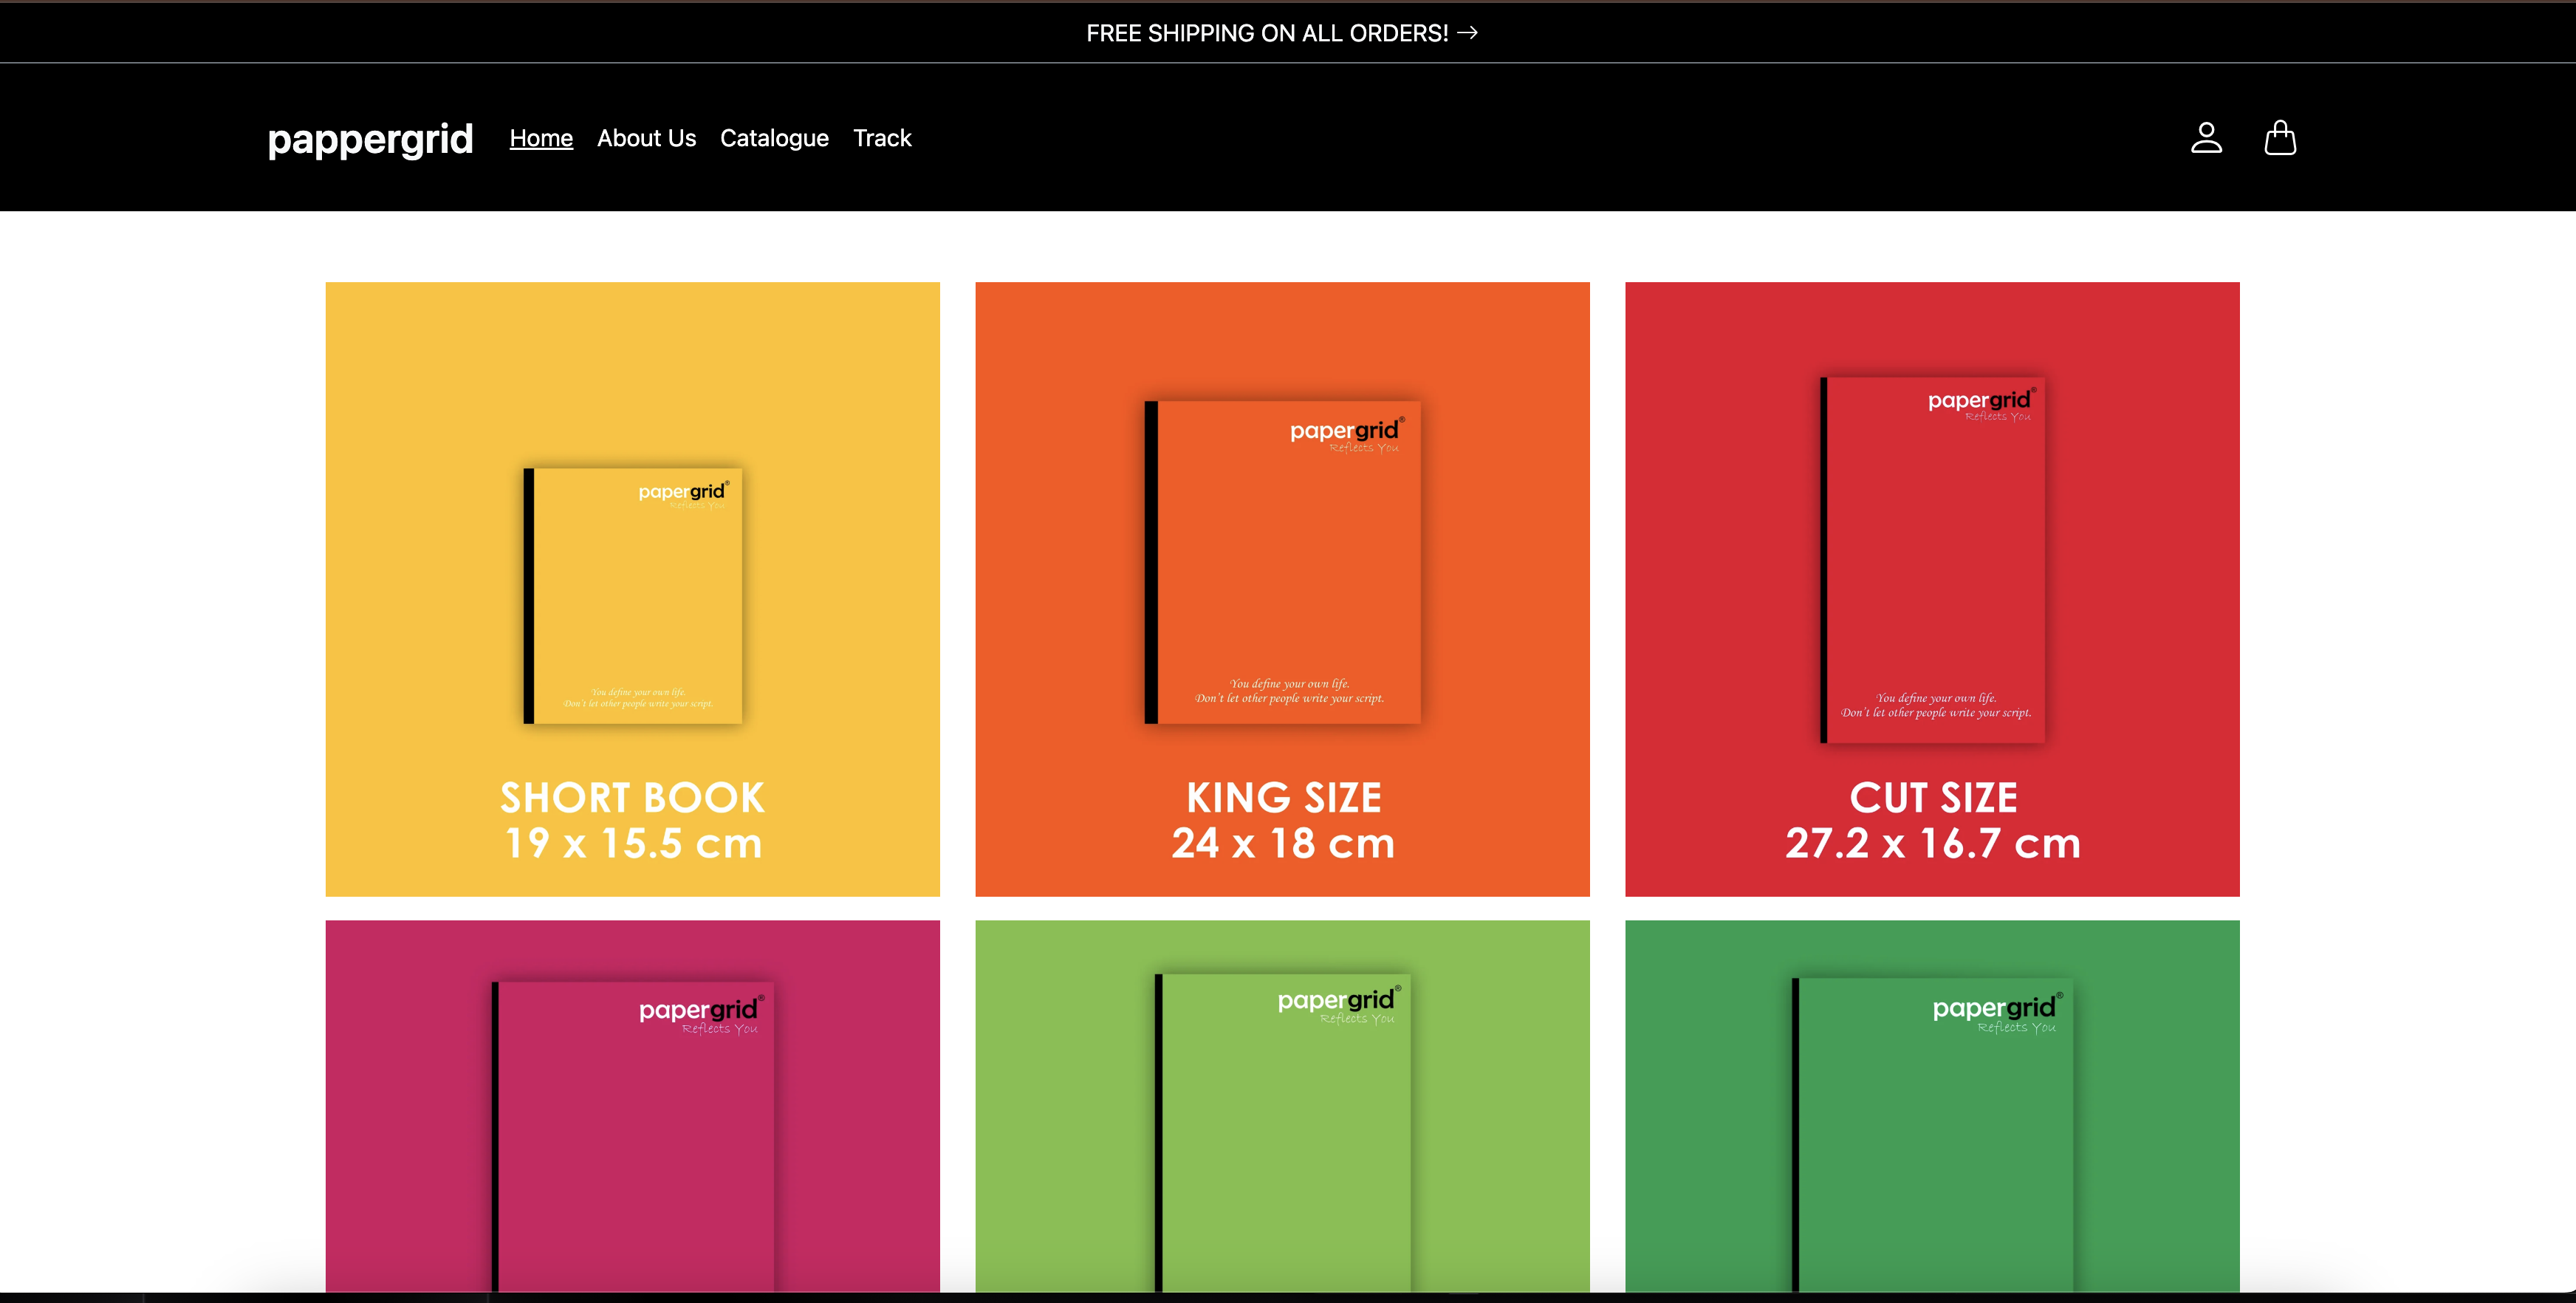 FREE SHIPPING ON ALL ORDERS! →
pappergrid Home About Us Catalogue Track
papergrid®
Reflects You
You define your own life.
Don't let other people write your script.
SHORT BOOK
19 x 15.5 cm
papergrid®
Reflects You
You define your own life.
Don't let other people write your script.
KING SIZE
24 x 18 cm
papergrid®
Reflects You
You define your own life.
Don't let other people write your script.
CUT SIZE
27.2 x 16.7 cm
papergrid®
Reflects You
papergrid®
Reflects You
papergrid®
Reflects You